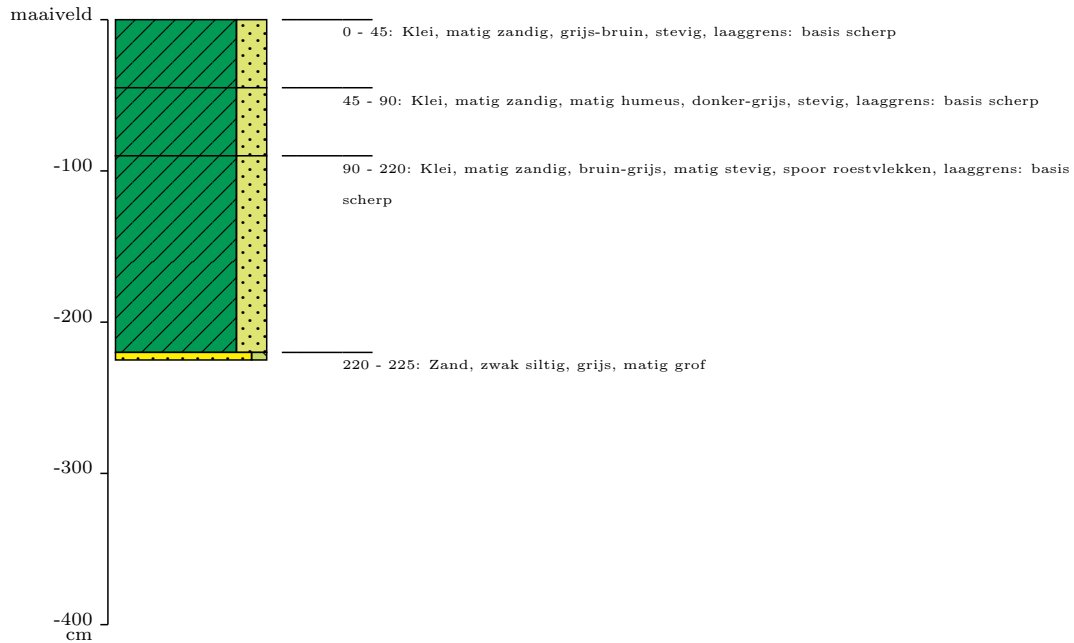 maaiveld
0 - 45: Klei, matig zandig, grijs-bruin, stevig, laaggrens: basis scherp
45 - 90: Klei, matig zandig, matig humeus, donker-grijs, stevig, laaggrens: basis scherp
-100
90 - 220: Klei, matig zandig, bruin-grijs, matig stevig, spoor roestvlekken, laaggrens: basis
scherp
-200
220 - 225: Zand, zwak siltig, grijs, matig grof
-300
-400
cm